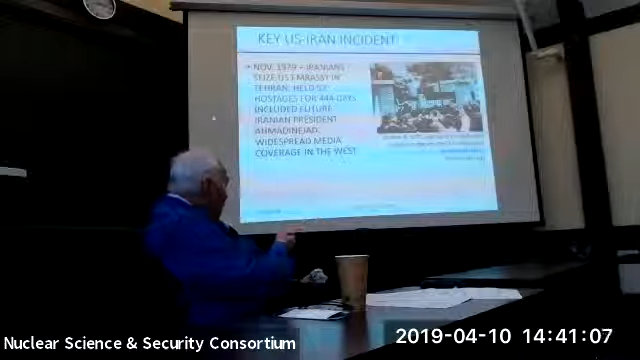 KEY US-IRAN INCIDENT
• NOV. 1979 – IRANIANS
SEIZE US EMBASSY IN
TEHRAN, HELD 52
HOSTAGES FOR 444 DAYS
INCLUDED FUTURE
IRANIAN PRESIDENT
AHMADINEJAD.
WIDESPREAD MEDIA
COVERAGE IN THE WEST
Nuclear Science & Security Consortium
2019-04-10 14:41:07